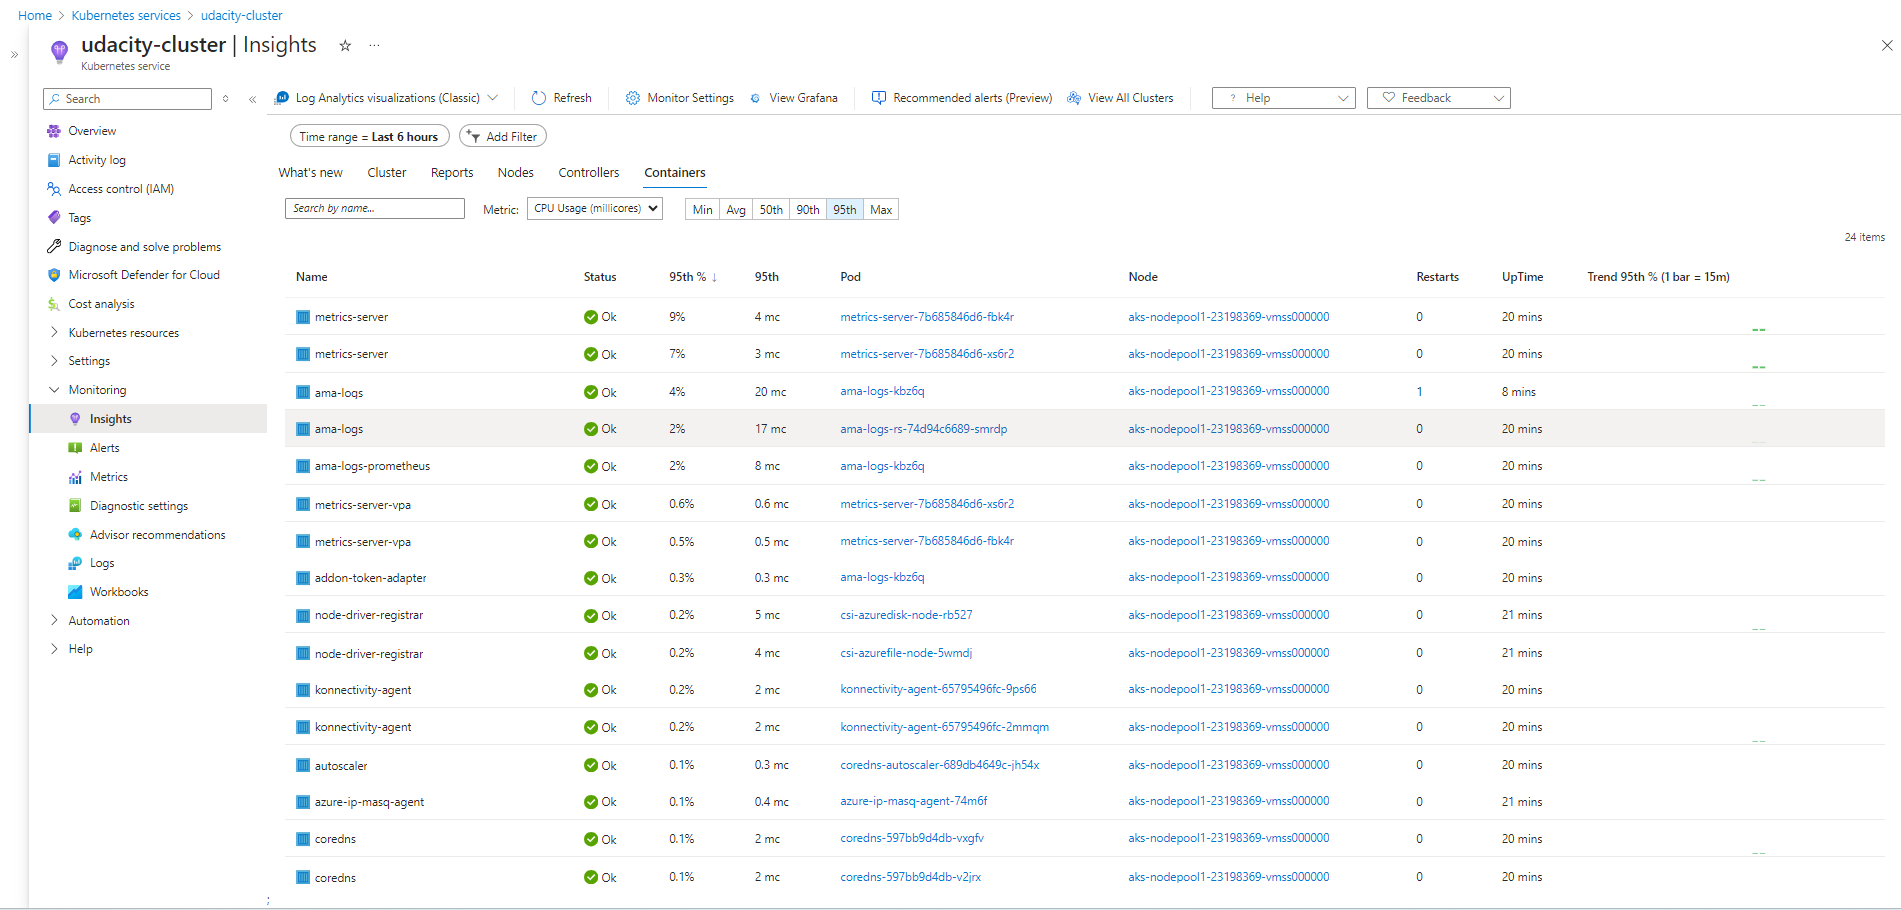 Home > Kubernetes services > udacity-cluster
udacity-cluster | Insights
Kubernetes service
Search
Log Analytics visualizations (Classic) Refresh Monitor Settings View Grafana Recommended alerts (Preview) View All Clusters ? Help Feedback
Overview
Activity log
Access control (IAM)
Tags
Diagnose and solve problems
Microsoft Defender for Cloud
Cost analysis
Kubernetes resources
Settings
Monitoring
Insights
Alerts
Metrics
Diagnostic settings
Advisor recommendations
Logs
Workbooks
Automation
Help
Time range = Last 6 hours Add Filter
What's new Cluster Reports Nodes Controllers Containers
Search by name... Metric: CPU Usage (millicores) Min Avg 50th 90th 95th Max
24 items
Name Status 95th % ↓ 95th Pod Node Restarts UpTime Trend 95th % (1 bar = 15m)
metrics-server Ok 9% 4 mc metrics-server-7b685846d6-fbk4r aks-nodepool1-23198369-vmss000000 0 20 mins
metrics-server Ok 7% 3 mc metrics-server-7b685846d6-xs6r2 aks-nodepool1-23198369-vmss000000 0 20 mins
ama-logs Ok 4% 20 mc ama-logs-kbz6q aks-nodepool1-23198369-vmss000000 1 8 mins
ama-logs Ok 2% 17 mc ama-logs-rs-74d94c6689-smrdp aks-nodepool1-23198369-vmss000000 0 20 mins
ama-logs-prometheus Ok 2% 8 mc ama-logs-kbz6q aks-nodepool1-23198369-vmss000000 0 20 mins
metrics-server-vpa Ok 0.6% 0.6 mc metrics-server-7b685846d6-xs6r2 aks-nodepool1-23198369-vmss000000 0 20 mins
metrics-server-vpa Ok 0.5% 0.5 mc metrics-server-7b685846d6-fbk4r aks-nodepool1-23198369-vmss000000 0 20 mins
addon-token-adapter Ok 0.3% 0.3 mc ama-logs-kbz6q aks-nodepool1-23198369-vmss000000 0 20 mins
node-driver-registrar Ok 0.2% 5 mc csi-azuredisk-node-rb527 aks-nodepool1-23198369-vmss000000 0 21 mins
node-driver-registrar Ok 0.2% 4 mc csi-azurefile-node-5wmdj aks-nodepool1-23198369-vmss000000 0 21 mins
konnectivity-agent Ok 0.2% 2 mc konnectivity-agent-65795496fc-9ps66 aks-nodepool1-23198369-vmss000000 0 20 mins
konnectivity-agent Ok 0.2% 2 mc konnectivity-agent-65795496fc-2mmqm aks-nodepool1-23198369-vmss000000 0 20 mins
autoscaler Ok 0.1% 0.3 mc coredns-autoscaler-689db4649c-jh54x aks-nodepool1-23198369-vmss000000 0 20 mins
azure-ip-masq-agent Ok 0.1% 0.4 mc azure-ip-masq-agent-74m6f aks-nodepool1-23198369-vmss000000 0 21 mins
coredns Ok 0.1% 2 mc coredns-597bb9d4db-vxgfv aks-nodepool1-23198369-vmss000000 0 20 mins
coredns Ok 0.1% 2 mc coredns-597bb9d4db-v2jrx aks-nodepool1-23198369-vmss000000 0 20 mins
;